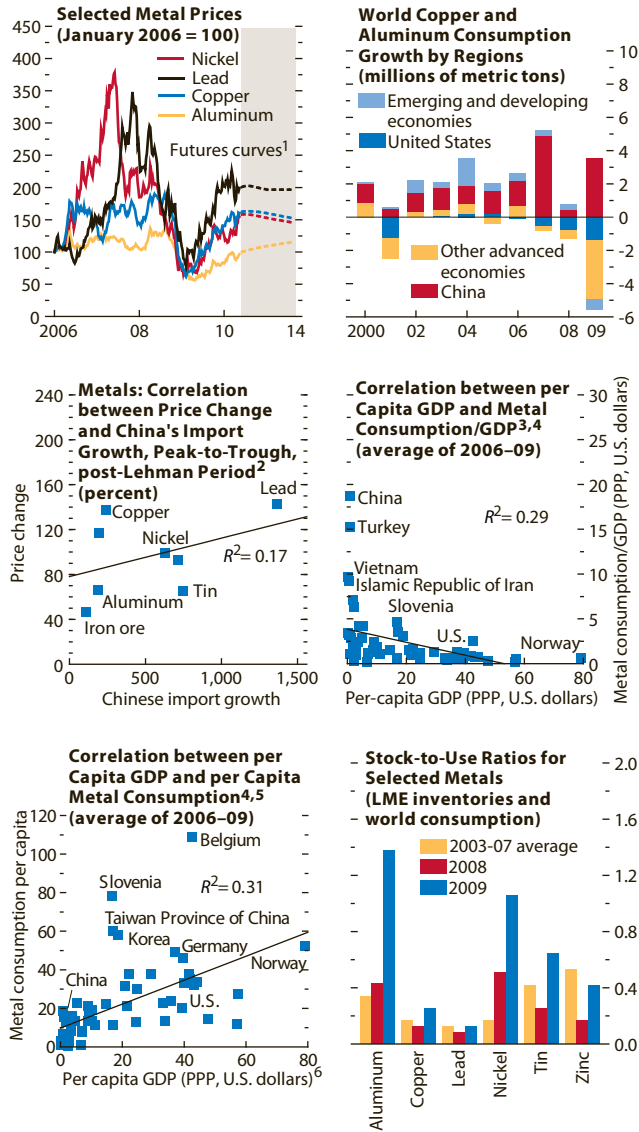 Selected Metal Prices
(January 2006 = 100)
Nickel
Lead
Copper
Aluminum
Futures curves1
450
400
350
300
250
200
150
100
50
0
2006
08
10
14
World Copper and
Aluminum Consumption
Growth by Regions
(millions of metric tons)
Emerging and developing
economies
United States
Other advanced
economies
China
10
8
6
4
2
0
-2
-4
-6
2000
02
04
06
08
09
Metals: Correlation
between Price Change
and China's Import
Growth, Peak-to-Trough,
post-Lehman Period2
(percent)
Price change
240
200
160
120
80
40
0
Lead
Copper
Nickel
R2= 0.17
Aluminum
Tin
Iron ore
0
500
1,000
1,500
Chinese import growth
Correlation between per
Capita GDP and Metal
Consumption/GDP3,4
(average of 2006–09)
Metal consumption/GDP (PPP, U.S. dollars)
30
25
20
15
10
5
0
China
R2= 0.29
Turkey
Vietnam
Islamic Republic of Iran
Slovenia
U.S.
Norway
0
20
40
60
80
Per-capita GDP (PPP, U.S. dollars)
Correlation between per
Capita GDP and per Capita
Metal Consumption4,5
(average of 2006–09)
Metal consumption per capita
120
100
80
60
40
20
0
Belgium
Slovenia
R2= 0.31
Taiwan Province of China
Korea
Germany
Norway
China
U.S.
0
20
40
60
80
Per capita GDP (PPP, U.S. dollars)6
Stock-to-Use Ratios for
Selected Metals
(LME inventories and
world consumption)
2003-07 average
2008
2009
2.0
1.6
1.2
0.8
0.4
0.0
Aluminum
Copper
Lead
Nickel
Tin
Zinc